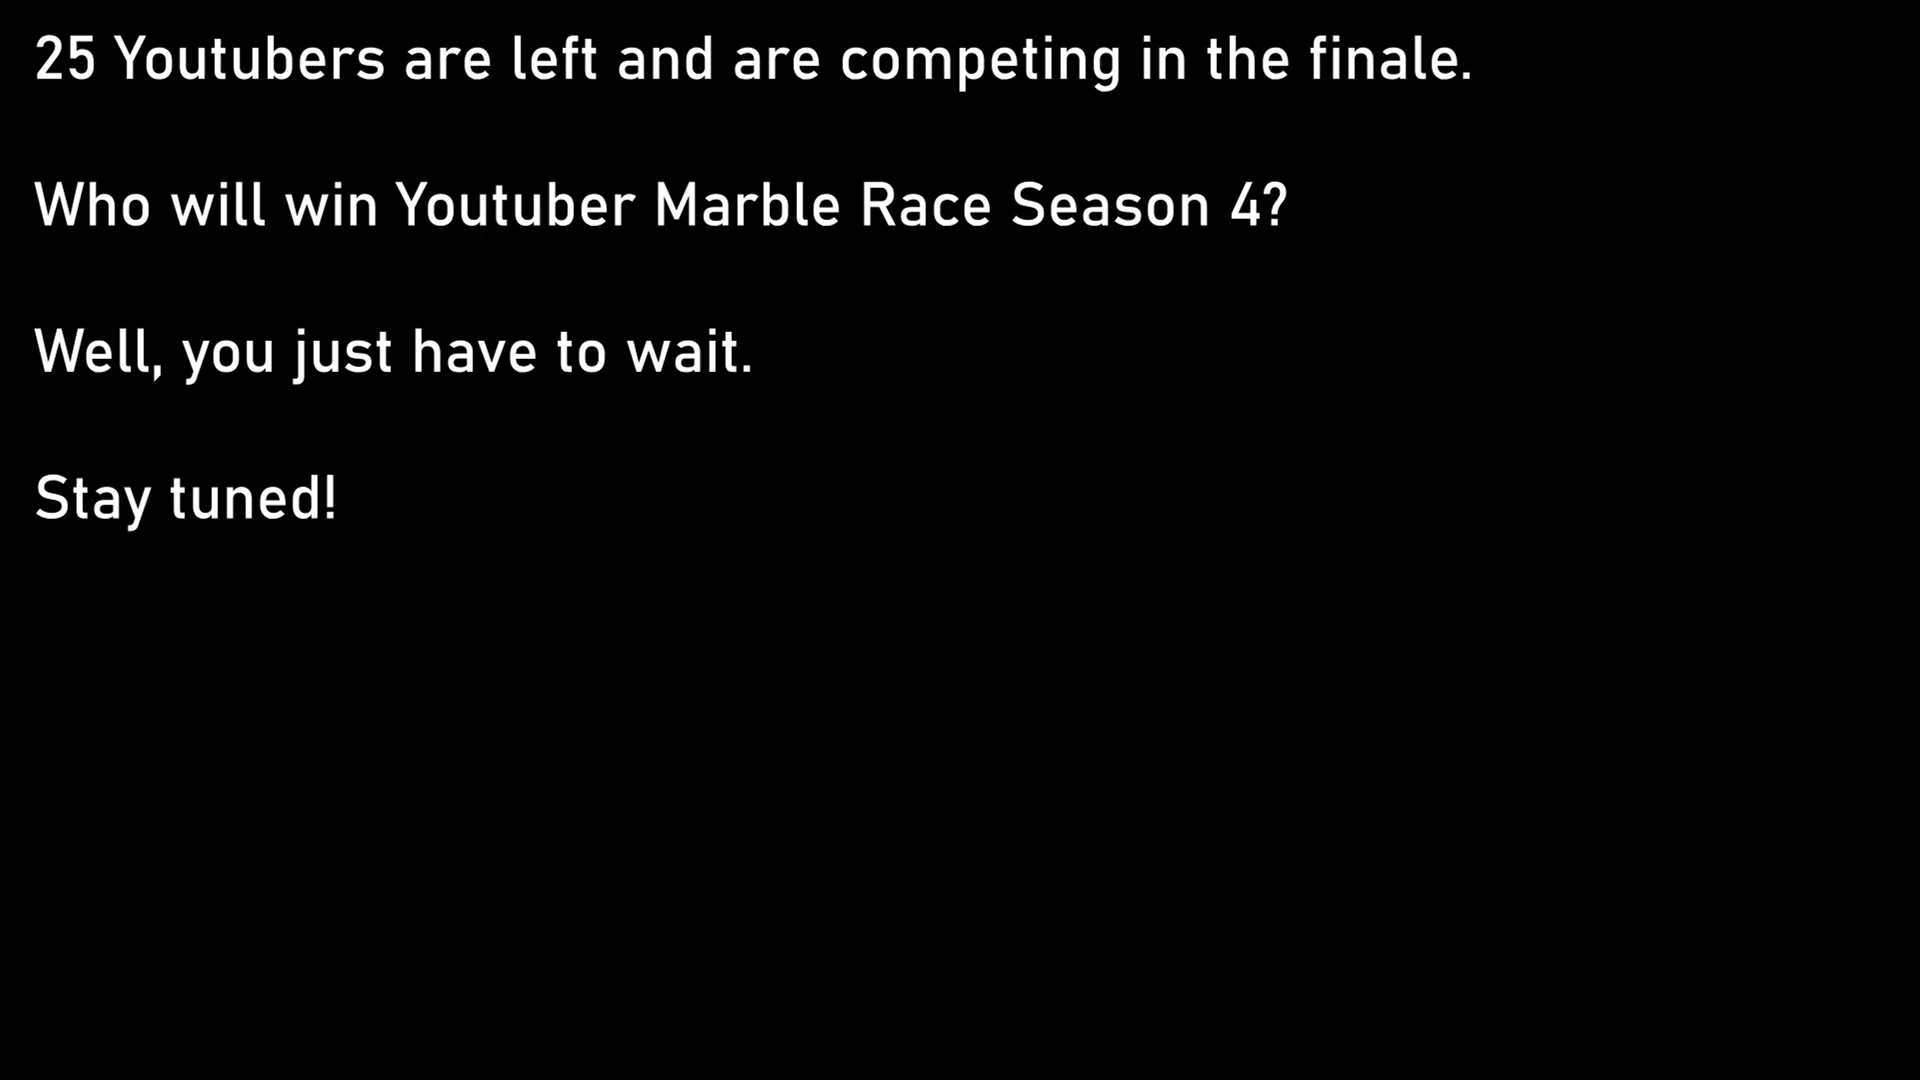 25 Youtubers are left and are competing in the finale.
Who will win Youtuber Marble Race Season 4?
Well, you just have to wait.
Stay tuned!